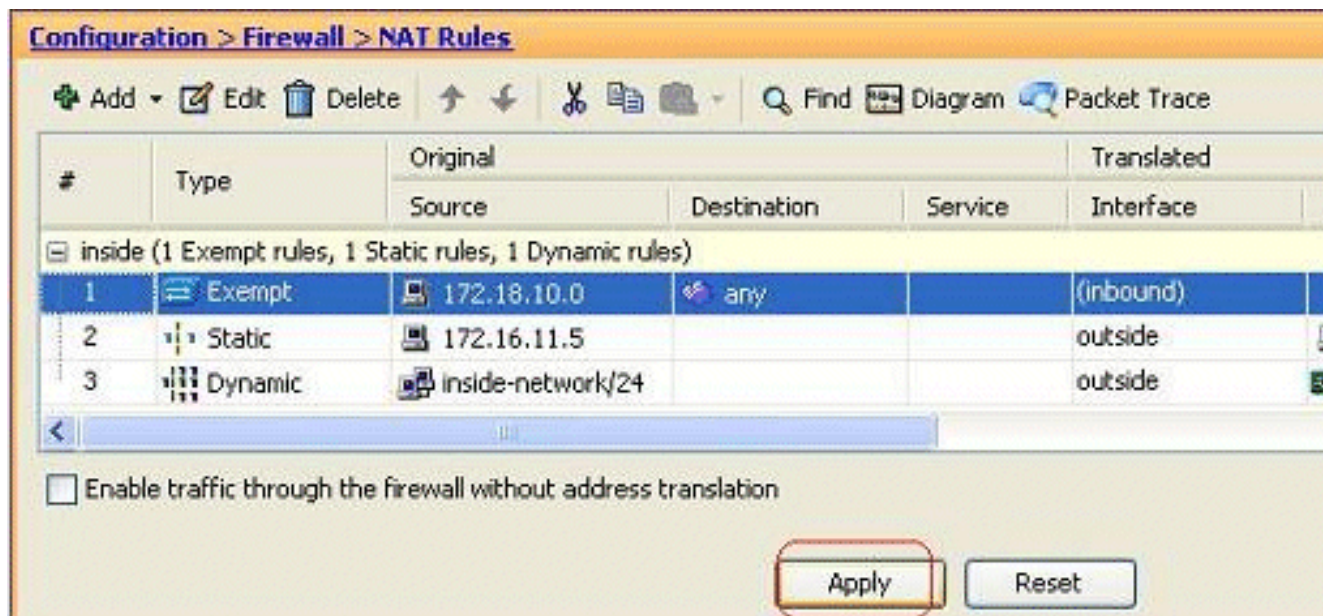 Configuration > Firewall > NAT Rules
Add Edit Delete Find Diagram Packet Trace
# Type Original Translated
Source Destination Service Interface
inside (1 Exempt rules, 1 Static rules, 1 Dynamic rules)
1 Exempt 172.18.10.0 any (inbound)
2 Static 172.16.11.5 outside
3 Dynamic inside-network/24 outside
Enable traffic through the firewall without address translation
Apply Reset